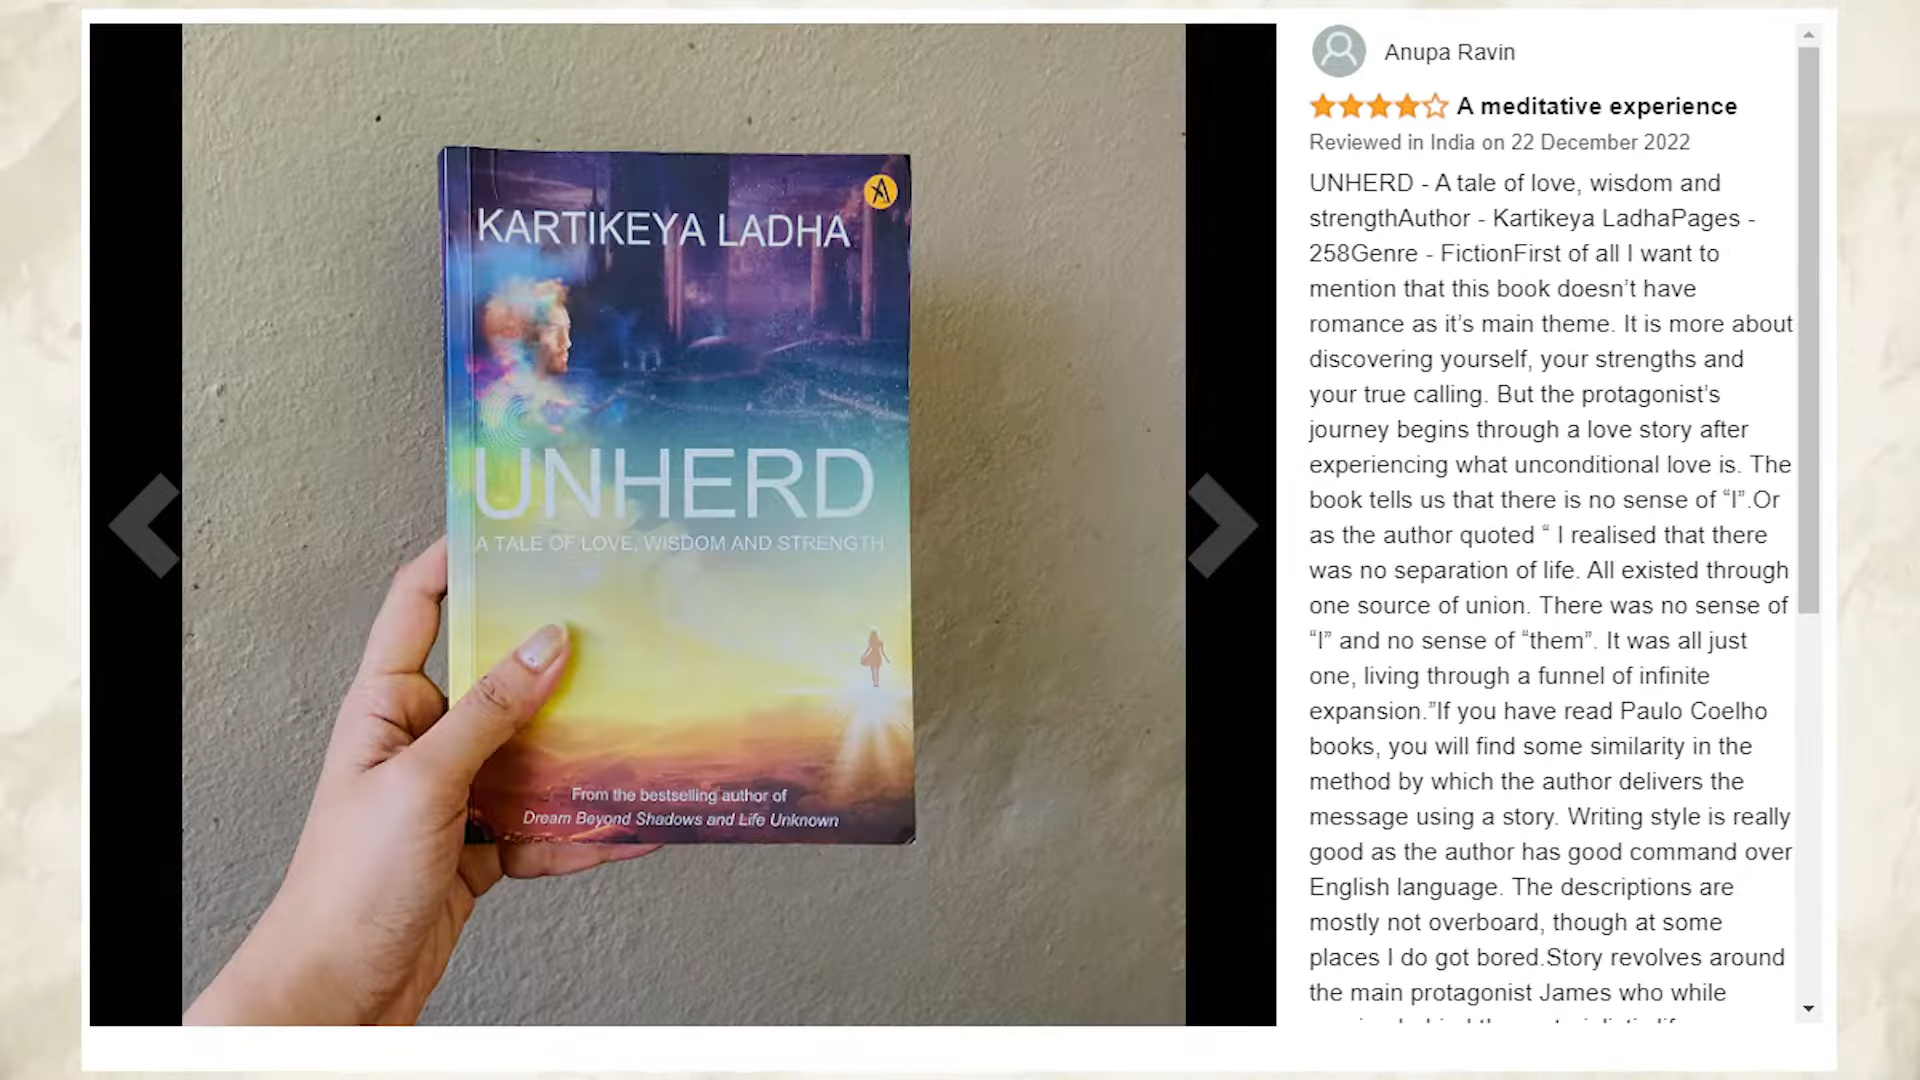 KARTIKEYA LADHA
UNHERD
A TALE OF LOVE, WISDOM AND STRENGTH
From the bestselling author of
Dream Beyond Shadows and Life Unknown
Anupa Ravin
A meditative experience
Reviewed in India on 22 December 2022
UNHERD - A tale of love, wisdom and
strengthAuthor - Kartikeya LadhaPages -
258Genre - FictionFirst of all I want to
mention that this book doesn’t have
romance as it’s main theme. It is more about
discovering yourself, your strengths and
your true calling. But the protagonist’s
journey begins through a love story after
experiencing what unconditional love is. The
book tells us that there is no sense of “I”.Or
as the author quoted “ I realised that there
was no separation of life. All existed through
one source of union. There was no sense of
“I” and no sense of “them”. It was all just
one, living through a funnel of infinite
expansion.”If you have read Paulo Coelho
books, you will find some similarity in the
method by which the author delivers the
message using a story. Writing style is really
good as the author has good command over
English language. The descriptions are
mostly not overboard, though at some
places I do got bored.Story revolves around
the main protagonist James who while